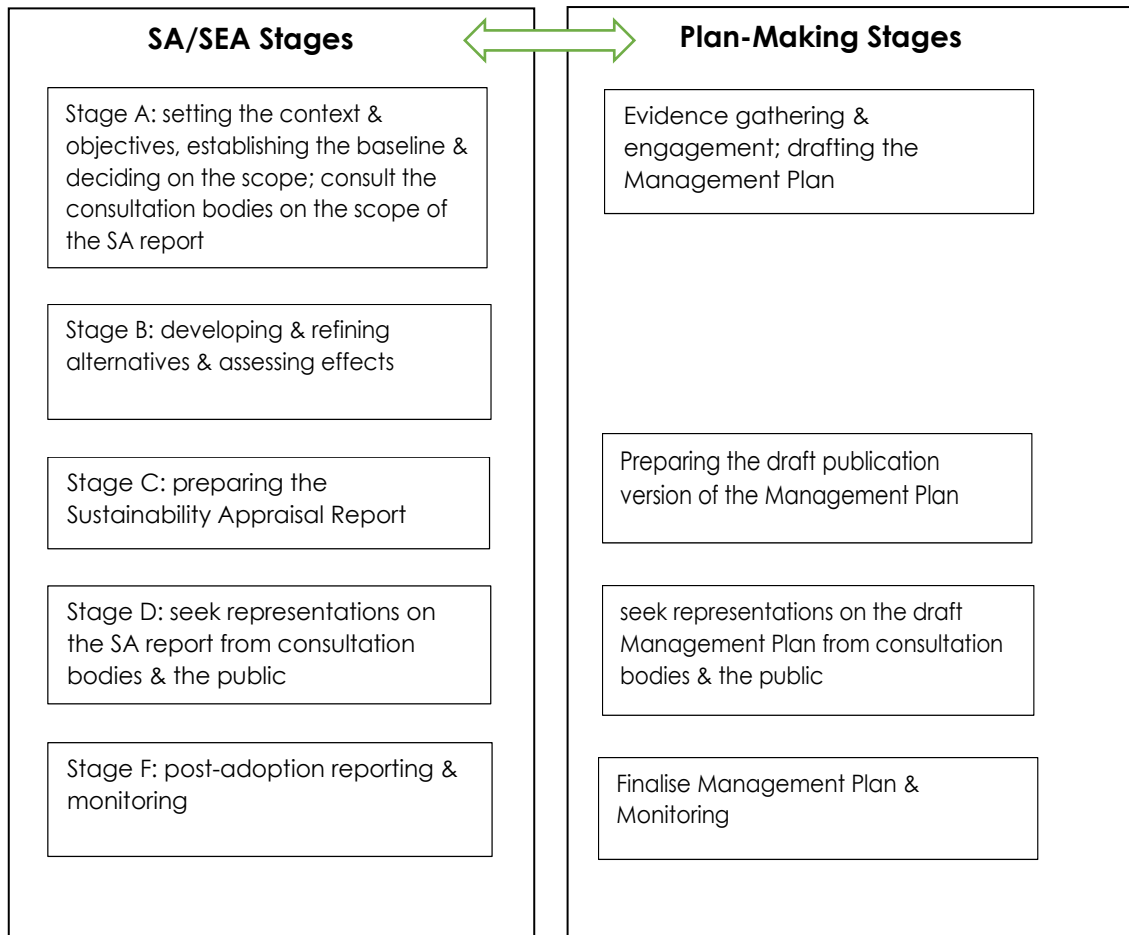 SA/SEA Stages
Stage A: setting the context &
objectives, establishing the baseline &
deciding on the scope; consult the
consultation bodies on the scope of
the SA report
Stage B: developing & refining
alternatives & assessing effects
Stage C: preparing the
Sustainability Appraisal Report
Stage D: seek representations on
the SA report from consultation
bodies & the public
Stage F: post-adoption reporting &
monitoring
Plan-Making Stages
Evidence gathering &
engagement; drafting the
Management Plan
Preparing the draft publication
version of the Management Plan
seek representations on the draft
Management Plan from consultation
bodies & the public
Finalise Management Plan &
Monitoring